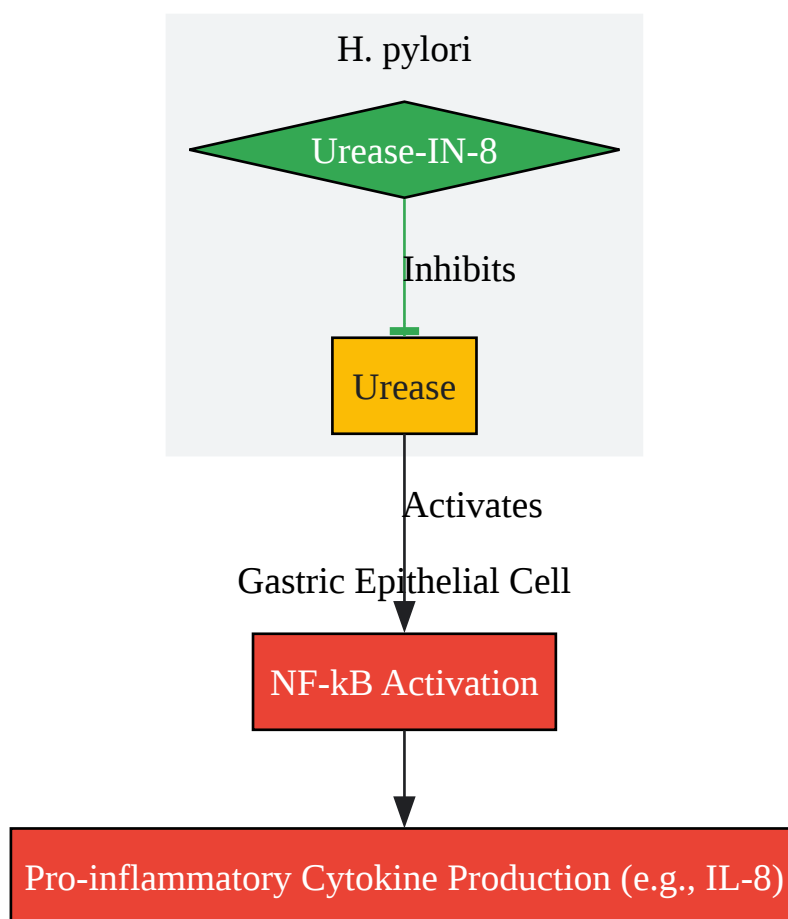 H. pylori
Urease-IN-8
Inhibits
Urease
Activates
Gastric Epithelial Cell
NF-kB Activation
Pro-inflammatory Cytokine Production (e.g., IL-8)